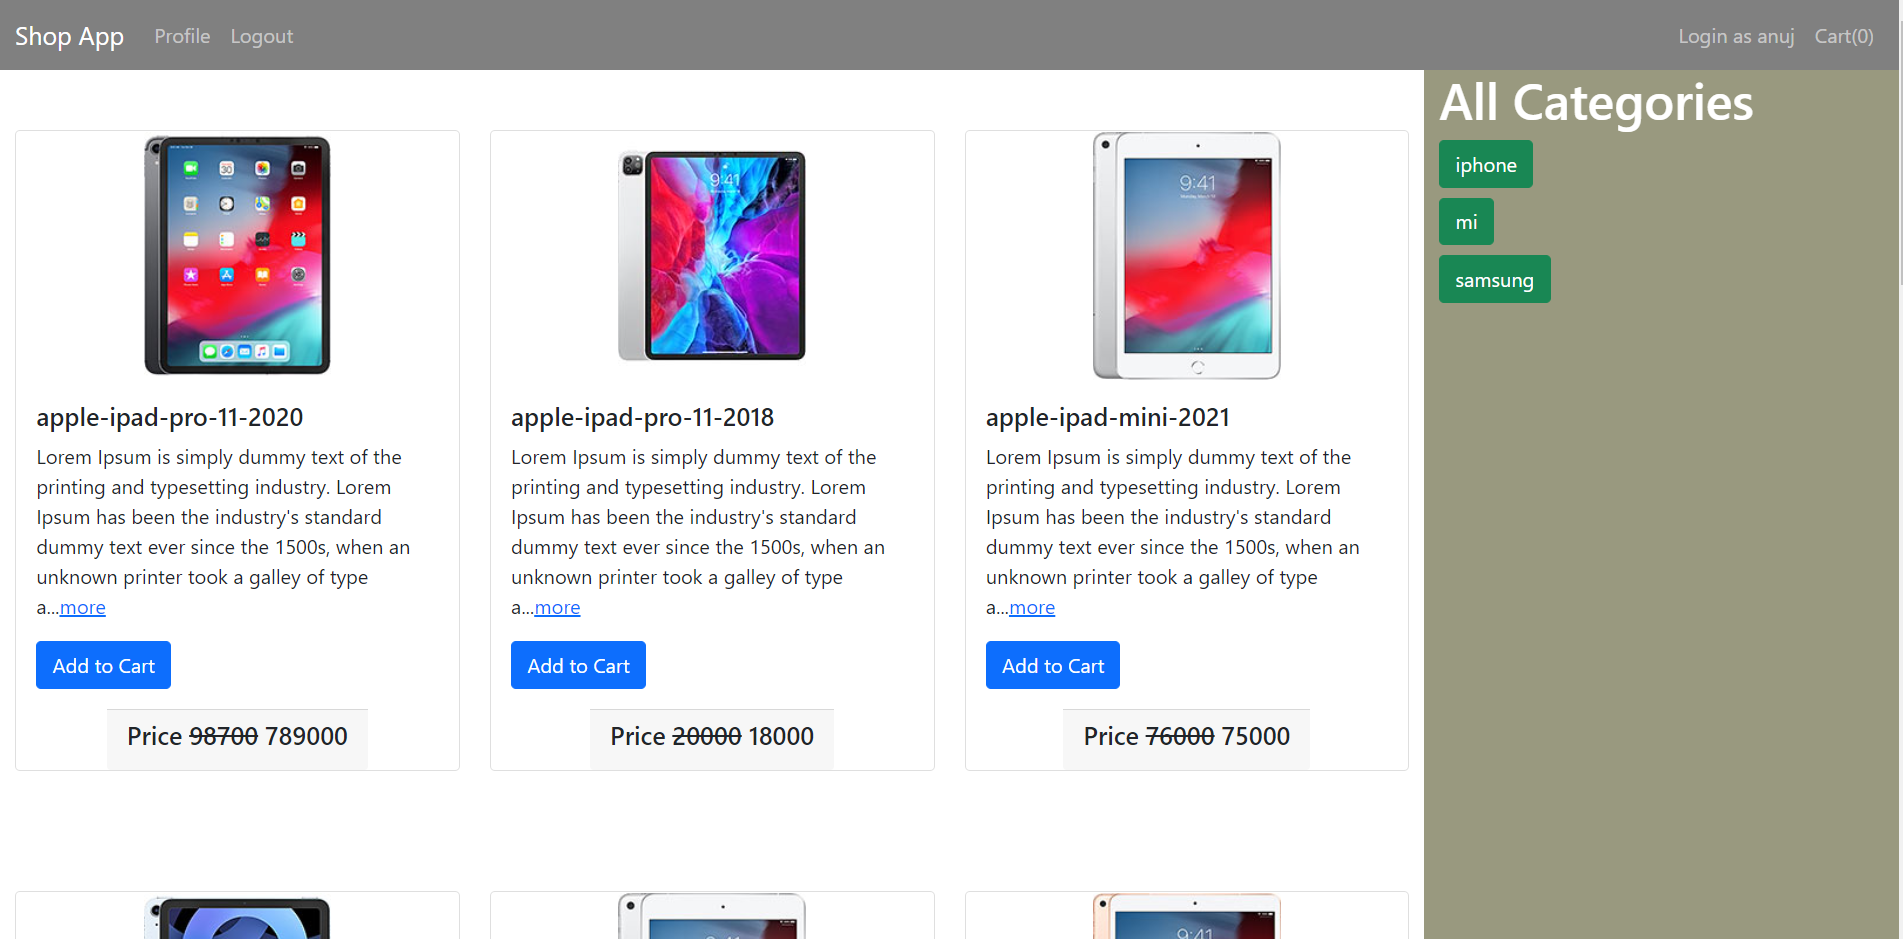 Shop App
Profile
Logout
Login as anuj
Cart(0)
9:41
9:41
apple-ipad-pro-11-2020
Lorem Ipsum is simply dummy text of the
printing and typesetting industry. Lorem
Ipsum has been the industry's standard
dummy text ever since the 1500s, when an
unknown printer took a galley of type
a...more
Add to Cart
Price 98700 789000
apple-ipad-pro-11-2018
Lorem Ipsum is simply dummy text of the
printing and typesetting industry. Lorem
Ipsum has been the industry's standard
dummy text ever since the 1500s, when an
unknown printer took a galley of type
a...more
Add to Cart
Price 20000 18000
apple-ipad-mini-2021
Lorem Ipsum is simply dummy text of the
printing and typesetting industry. Lorem
Ipsum has been the industry's standard
dummy text ever since the 1500s, when an
unknown printer took a galley of type
a...more
Add to Cart
Price 76000 75000
All Categories
iphone
mi
samsung